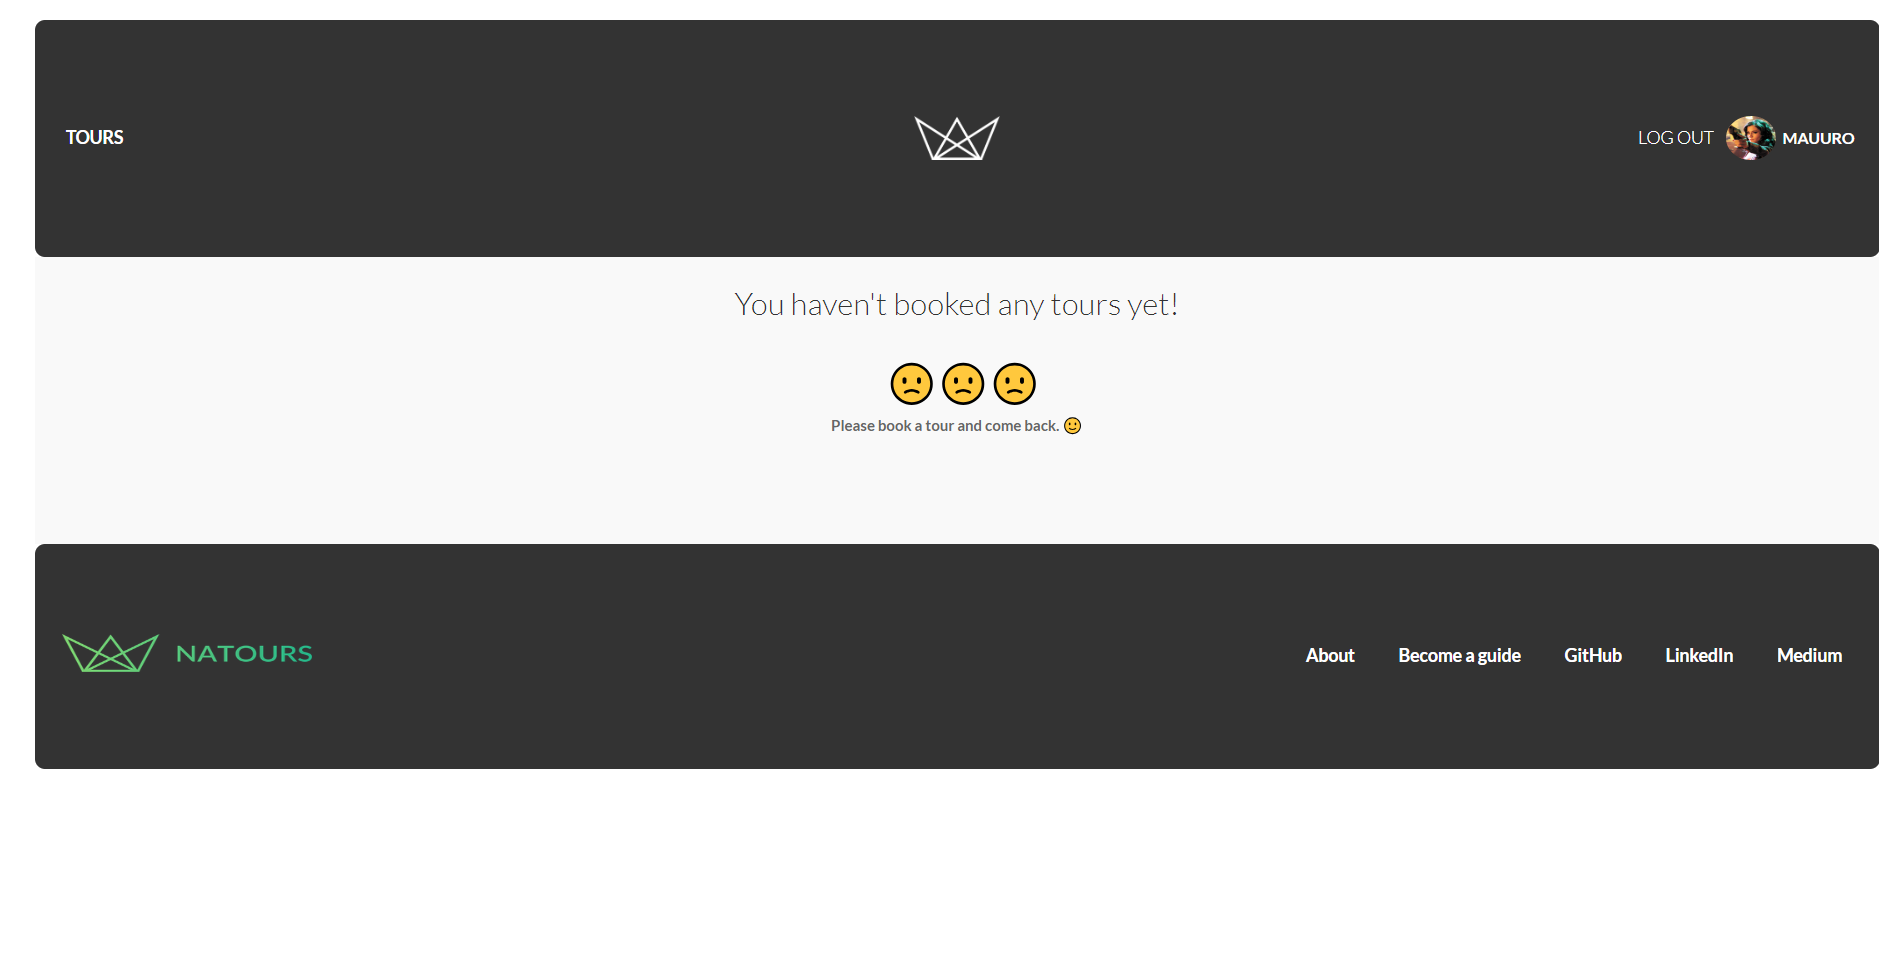 TOURS
LOG OUT MAUURO
You haven't booked any tours yet!
Please book a tour and come back. 🙂
NATOURS
About Become a guide GitHub LinkedIn Medium